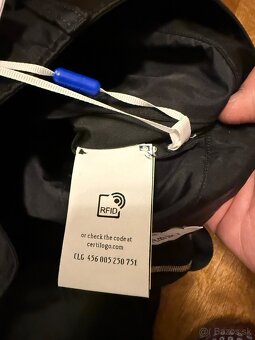 RFID
or check the code at
certilogo.com
CLG 456 005 250 751
Bazos.sk